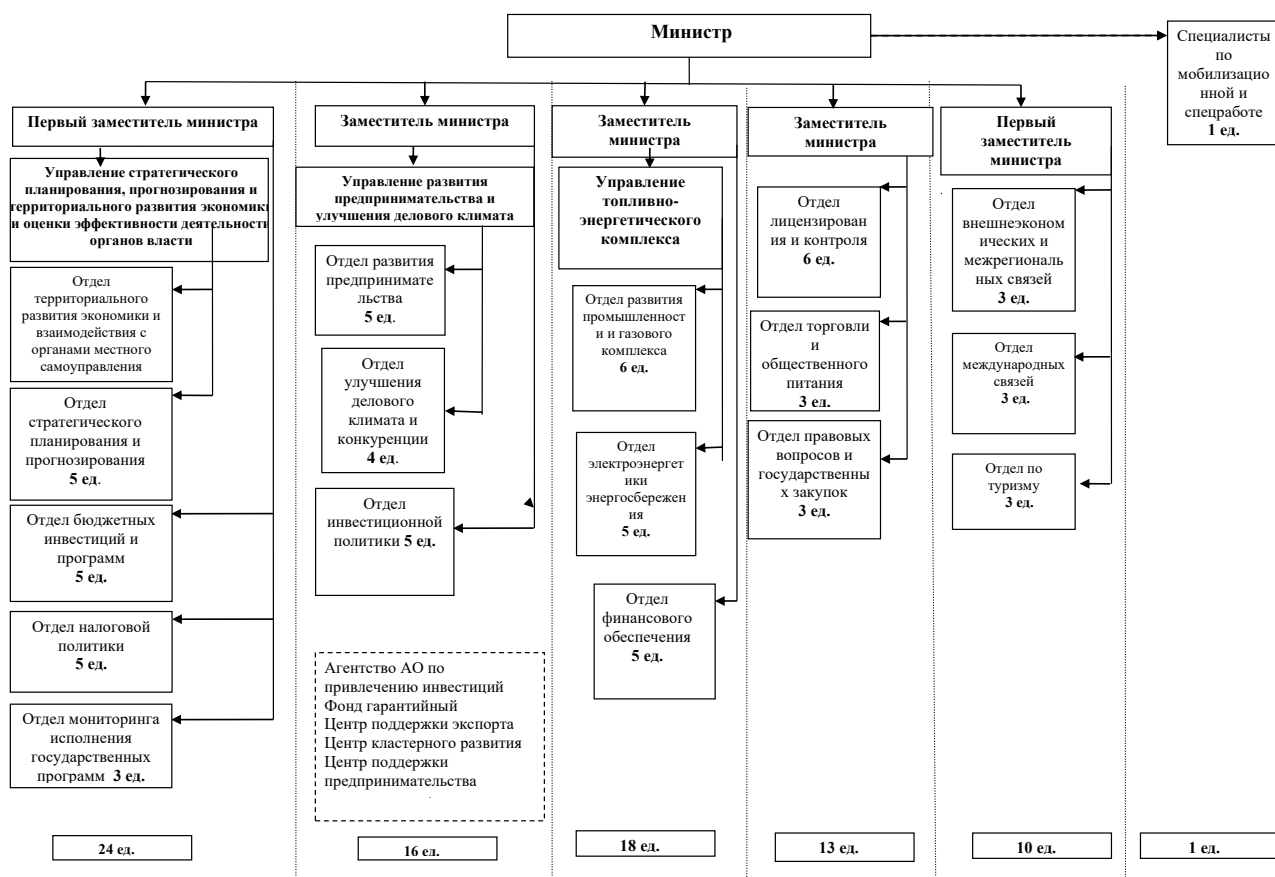 Министр
Специалисты
по
мобилизацио
нной и
спецработе
1 ед.
Первый заместитель министра
Управление стратегического
планирования, прогнозирования и
территориального развития экономики
и оценки эффективности деятельности
органов власти
Отдел
территориального
развития экономики и
взаимодействия с
органами местного
самоуправления
Отдел
стратегического
планирования и
прогнозирования
5 ед.
Отдел бюджетных
инвестиций и
программ
5 ед.
Отдел налоговой
политики
5 ед.
Отдел мониторинга
исполнения
государственных
программ 3 ед.
24 ед.
Заместитель министра
Управление развития
предпринимательства и
улучшения делового климата
Отдел развития
предпринимате
льства
5 ед.
Отдел
улучшения
делового
климата и
конкуренции
4 ед.
Отдел
инвестиционной
политики 5 ед.
Агентство АО по
привлечению инвестиций
Фонд гарантийный
Центр поддержки экспорта
Центр кластерного развития
Центр поддержки
предпринимательства
.
16 ед.
Заместитель
министра
Управление
топливно-
энергетического
комплекса
Отдел развития
промышленност
и и газового
комплекса
6 ед.
Отдел
электроэнергет
ики
энергосбережен
ия
5 ед.
Отдел
финансового
обеспечения
5 ед.
18 ед.
Заместитель
министра
Отдел
лицензирован
ия и контроля
6 ед.
Отдел торговли
и
общественного
питания
3 ед.
Отдел правовых
вопросов и
государственны
х закупок
3 ед.
13 ед.
Первый
заместитель
министра
Отдел
внешнеэконом
ических и
межрегиональ
ных связей
3 ед.
Отдел
международных
связей
3 ед.
Отдел по
туризму
3 ед.
10 ед.
1 ед.